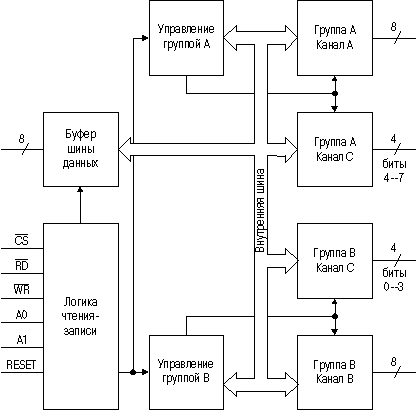 Управление
группой A
Группа A
Канал A
8
8
Буфер
шины
данных
Группа A
Канал C
4
биты
4--7
Внутренняя шина
CS
RD
WR
A0
A1
RESET
Логика
чтения-
записи
Группа B
Канал C
4
биты
0--3
Управление
группой B
Группа B
Канал B
8